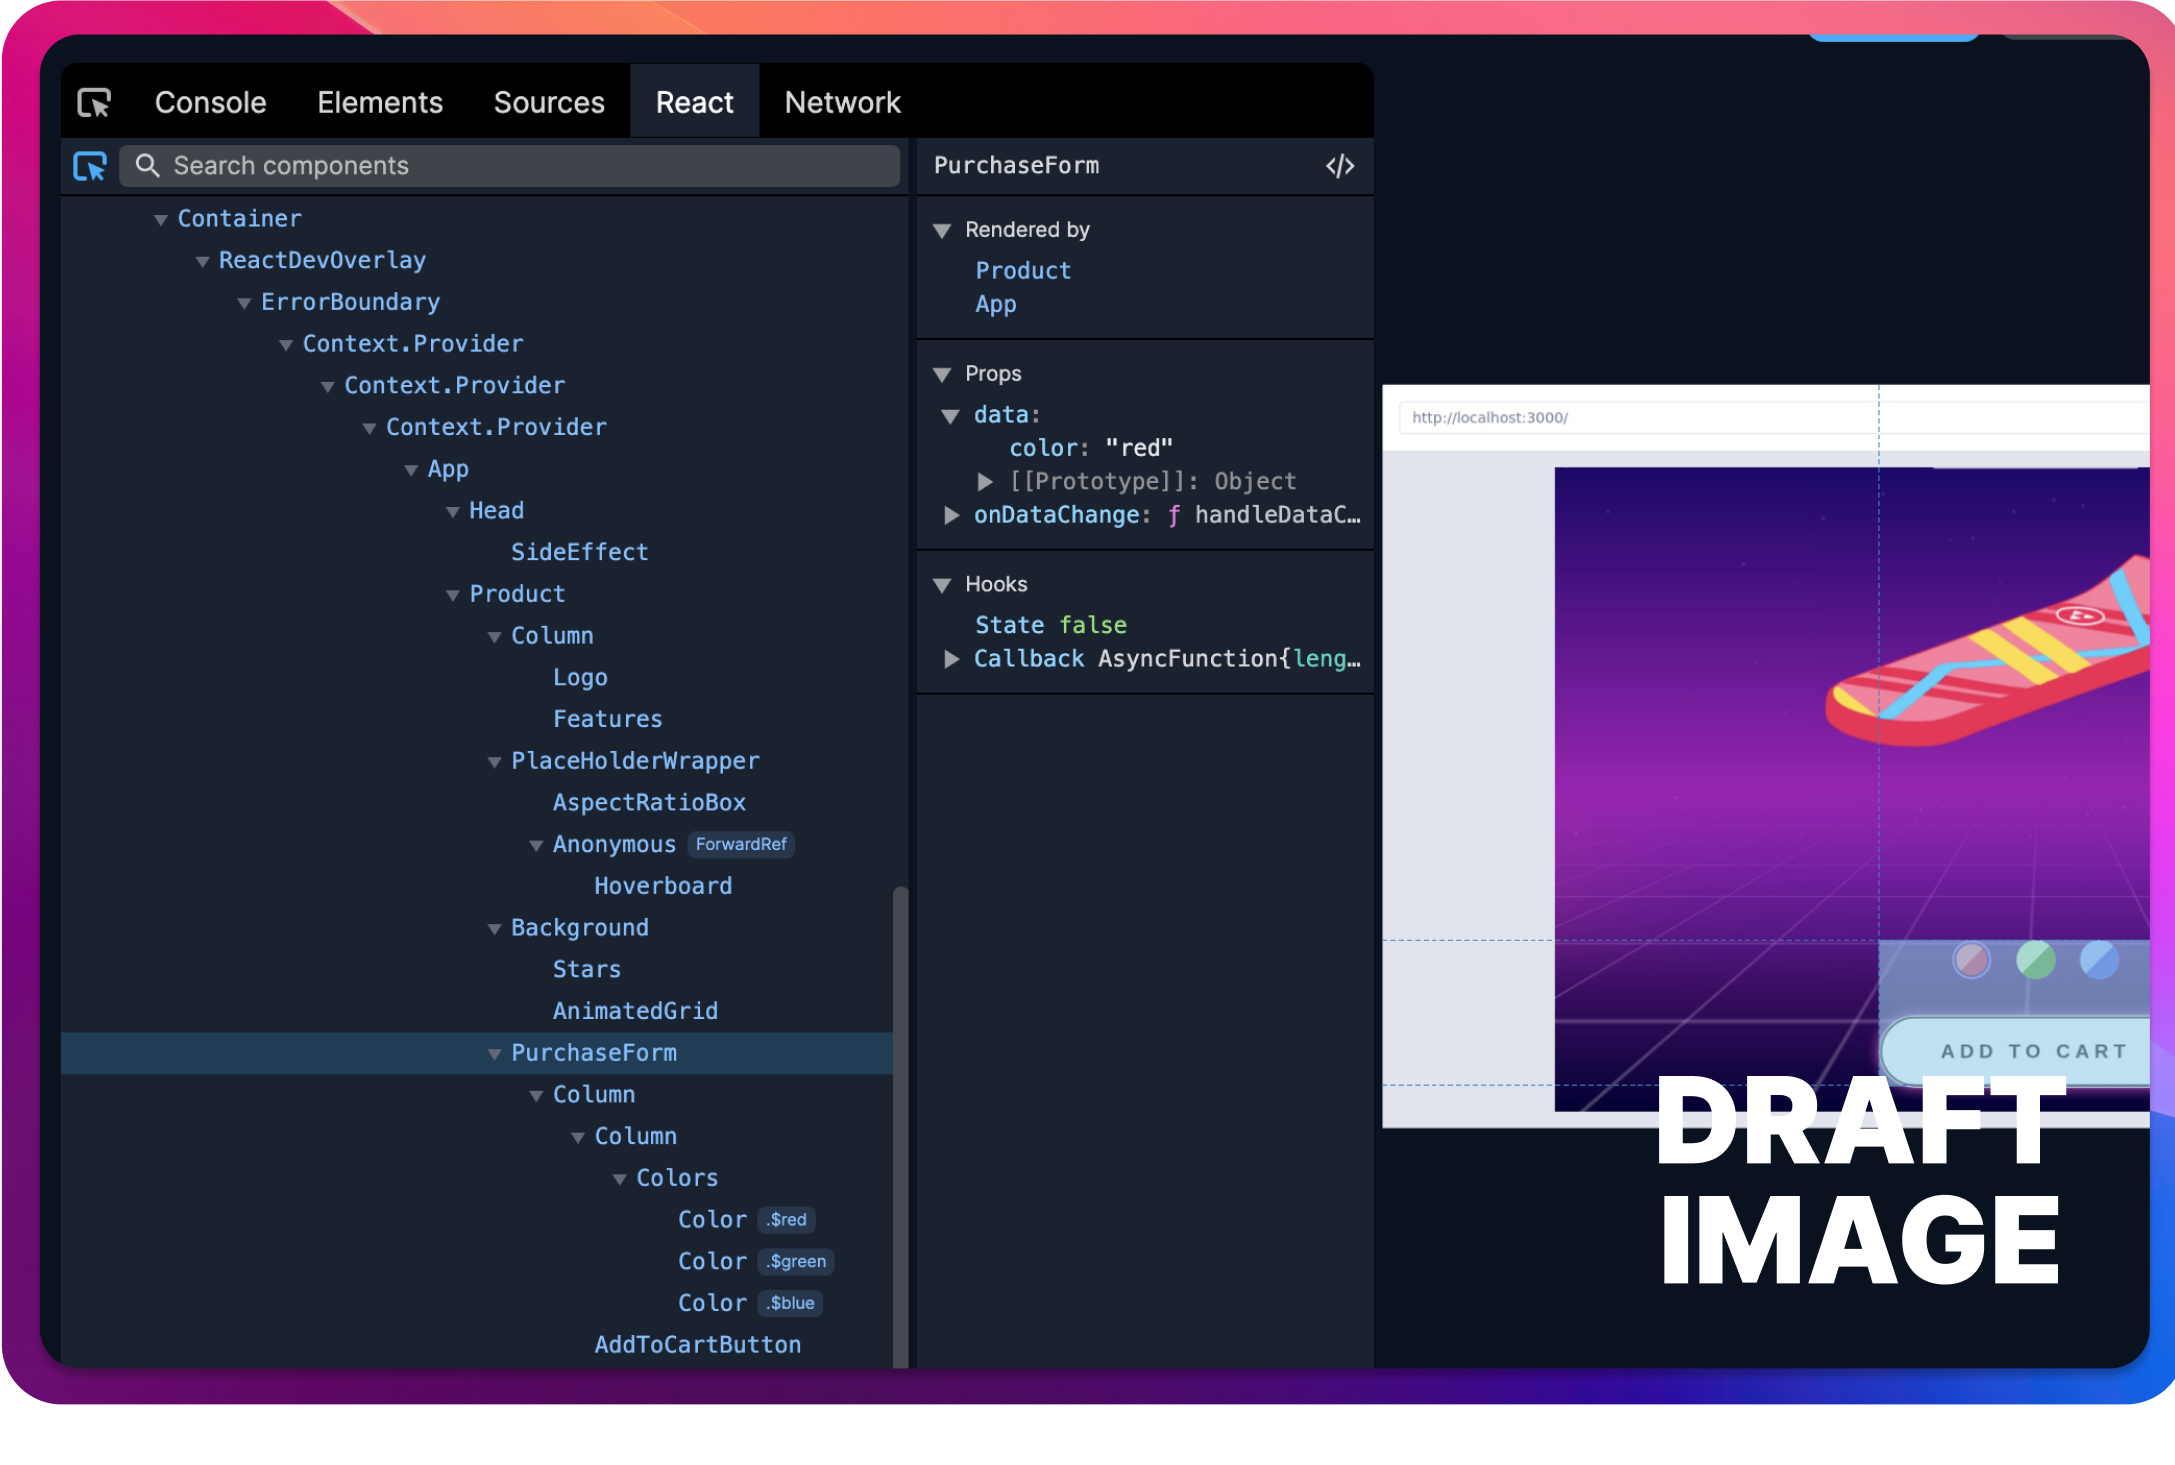 Console Elements Sources React Network
Search components
Container
ReactDevOverlay
ErrorBoundary
Context.Provider
Context.Provider
Context.Provider
App
Head
SideEffect
Product
Column
Logo
Features
PlaceHolderWrapper
AspectRatioBox
Anonymous ForwardRef
Hoverboard
Background
Stars
AnimatedGrid
PurchaseForm
Column
Column
Colors
Color .$red
Color .$green
Color .$blue
AddToCartButton
PurchaseForm </>
Rendered by
Product
App
Props
data:
color: "red"
[[Prototype]]: Object
onDataChange: ƒ handleDataC…
Hooks
State false
Callback AsyncFunction{leng…
http://localhost:3000/
ADD TO CART
DRAFT
IMAGE